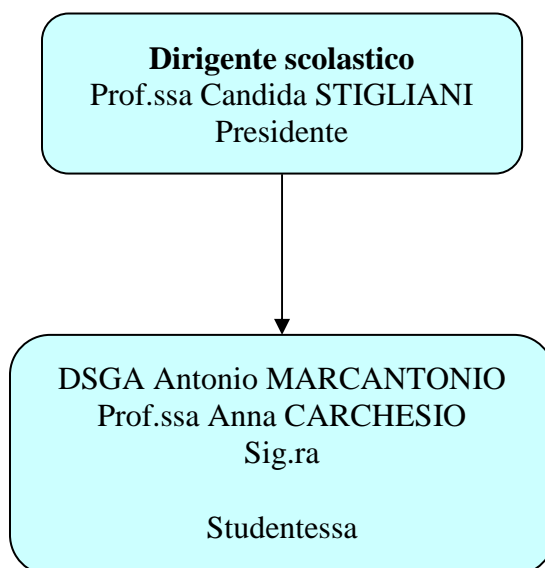 Dirigente scolastico
Prof.ssa Candida STIGLIANI
Presidente
DSGA Antonio MARCANTONIO
Prof.ssa Anna CARCHESIO
Sig.ra
Studentessa